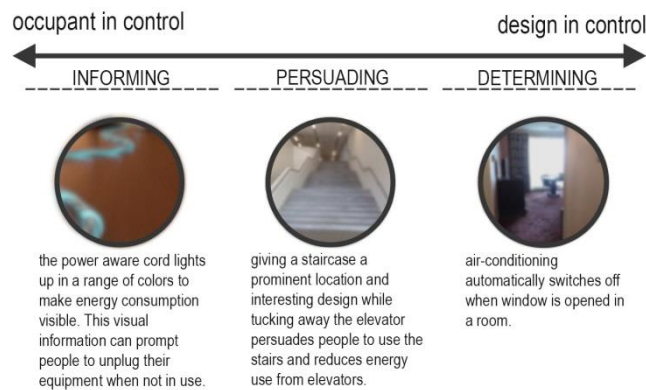 occupant in control
design in control
INFORMING
PERSUADING
DETERMINING
the power aware cord lights
up in a range of colors to
make energy consumption
visible. This visual
information can prompt
people to unplug their
equipment when not in use.
giving a staircase a
prominent location and
interesting design while
tucking away the elevator
persuades people to use the
stairs and reduces energy
use from elevators.
air-conditioning
automatically switches off
when window is opened in
a room.